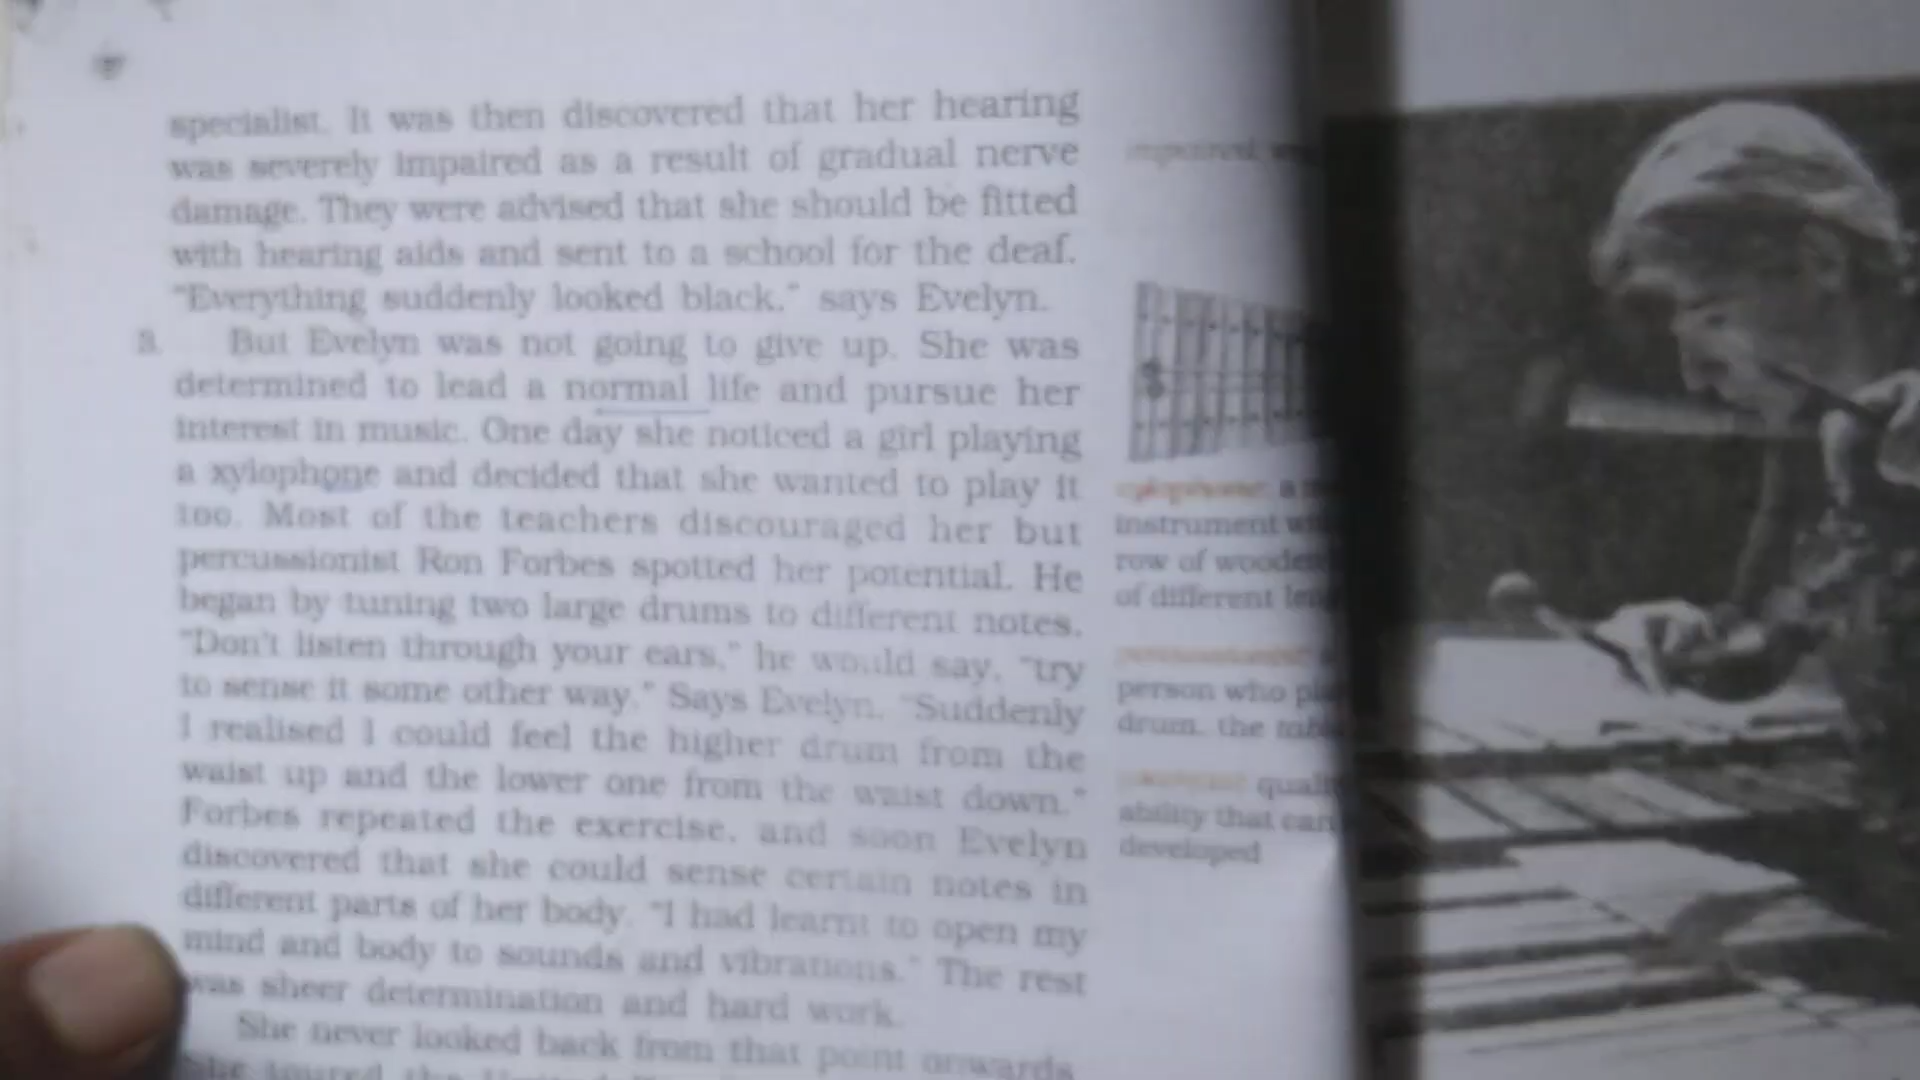 specialist. It was then discovered that her hearing
was severely impaired as a result of gradual nerve
damage. They were advised that she should be fitted
with hearing aids and sent to a school for the deaf.
"Everything suddenly looked black," says Evelyn.
3. But Evelyn was not going to give up. She was
determined to lead a normal life and pursue her
interest in music. One day she noticed a girl playing
a xylophone and decided that she wanted to play it
too. Most of the teachers discouraged her but
percussionist Ron Forbes spotted her potential. He
began by tuning two large drums to different notes.
"Don't listen through your ears," he would say, "try
to sense it some other way." Says Evelyn, "Suddenly
I realised I could feel the higher drum from the
waist up and the lower one from the waist down."
Forbes repeated the exercise, and soon Evelyn
discovered that she could sense certain notes in
different parts of her body. "I had learnt to open my
mind and body to sounds and vibrations." The rest
was sheer determination and hard work.
She never looked back from that point onwards
She toured the
impaired
xylophone: a
instrument
row of
of different
person who
drum, the
ability that can
developed